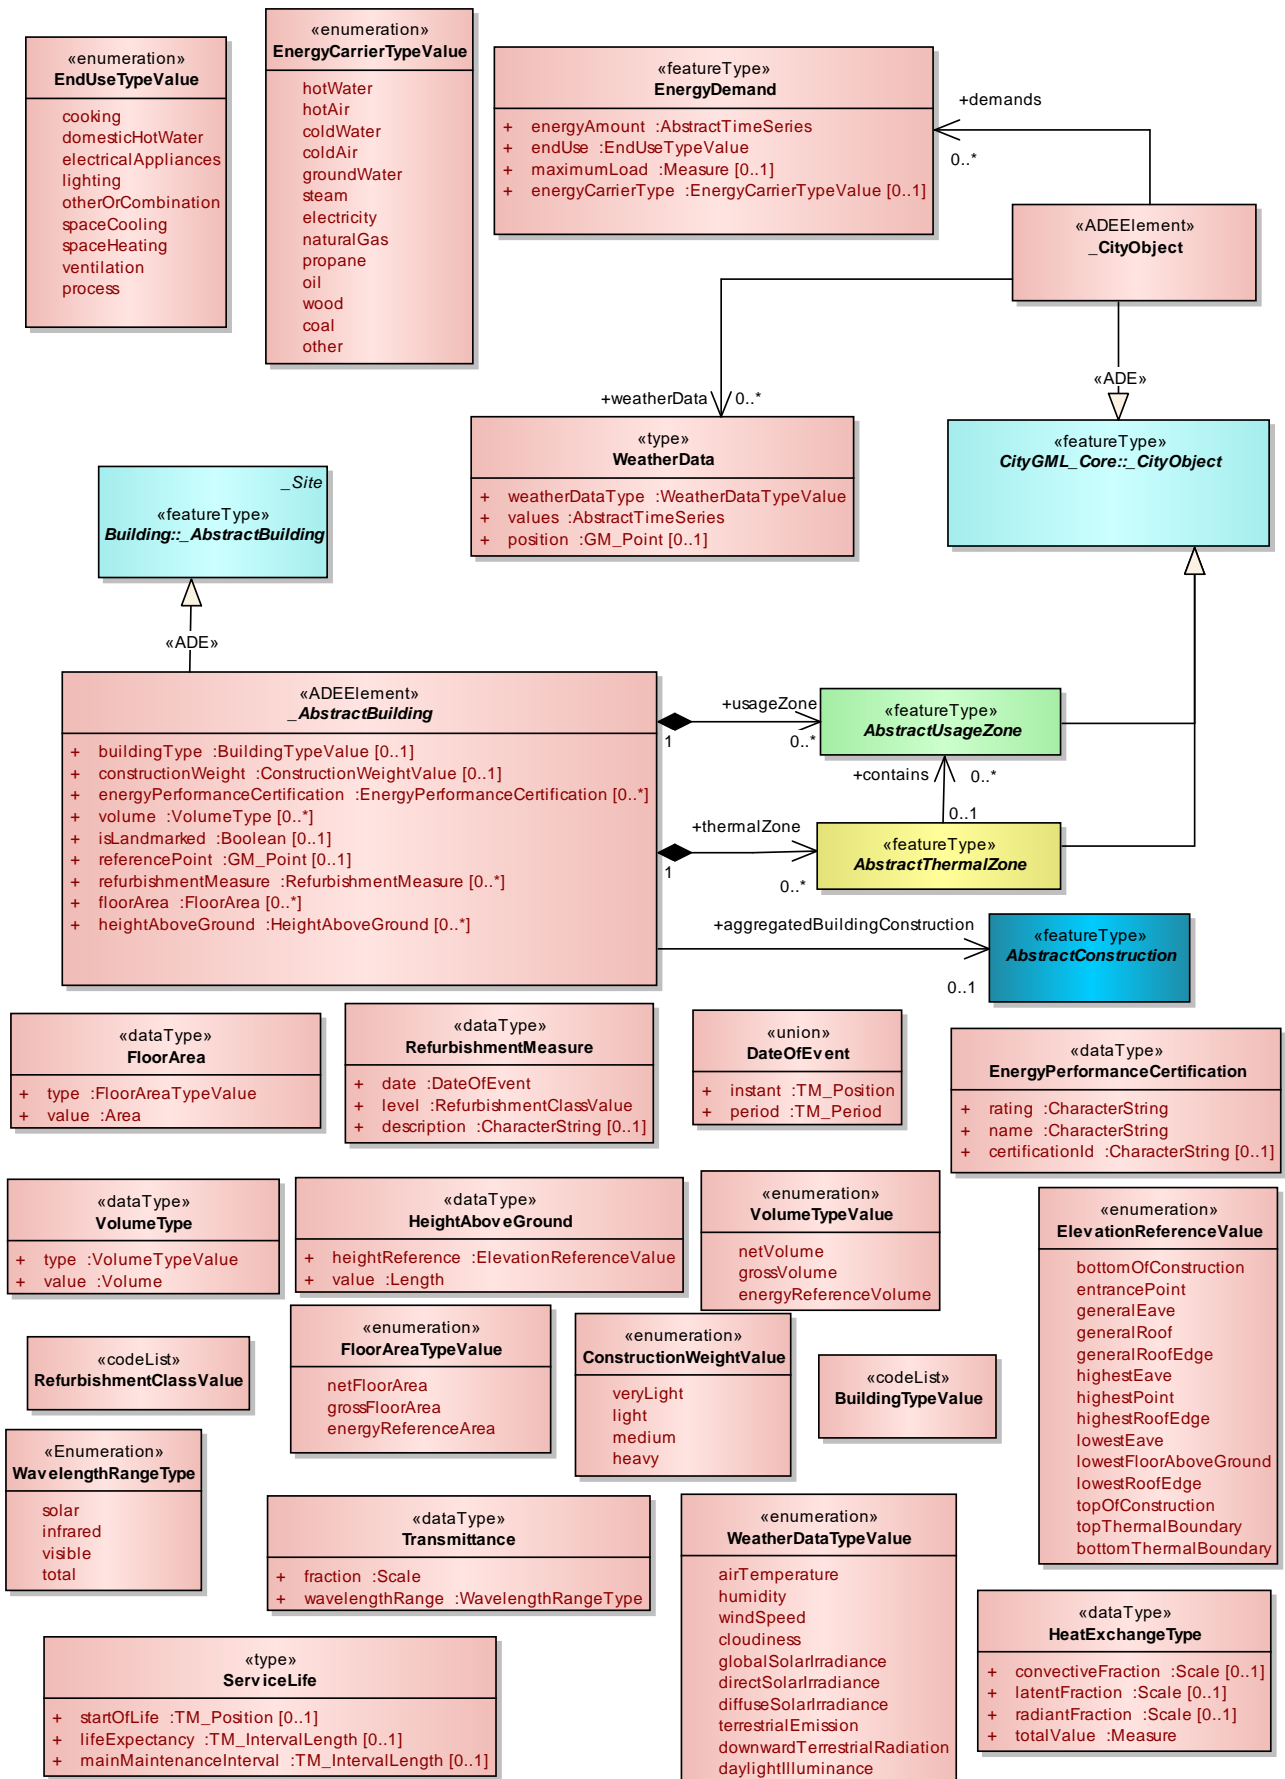 «enumeration»
EndUseTypeValue
cooking
domesticHotWater
electricalAppliances
lighting
otherOrCombination
spaceCooling
spaceHeating
ventilation
process
«enumeration»
EnergyCarrierTypeValue
hotWater
hotAir
coldWater
coldAir
groundWater
steam
electricity
naturalGas
propane
oil
wood
coal
other
«featureType»
EnergyDemand
+ energyAmount :AbstractTimeSeries
+ endUse :EndUseTypeValue
+ maximumLoad :Measure [0..1]
+ energyCarrierType :EnergyCarrierTypeValue [0..1]
+demands
0..*
«ADEElement»
_CityObject
«ADE»
+weatherData
0..*
«type»
WeatherData
+ weatherDataType :WeatherDataTypeValue
+ values :AbstractTimeSeries
+ position :GM_Point [0..1]
«featureType»
CityGML_Core::_CityObject
_Site
«featureType»
Building::_AbstractBuilding
«ADE»
«ADEElement»
_AbstractBuilding
+ buildingType :BuildingTypeValue [0..1]
+ constructionWeight :ConstructionWeightValue [0..1]
+ energyPerformanceCertification :EnergyPerformanceCertification [0..*]
+ volume :VolumeType [0..*]
+ isLandmarked :Boolean [0..1]
+ referencePoint :GM_Point [0..1]
+ refurbishmentMeasure :RefurbishmentMeasure [0..*]
+ floorArea :FloorArea [0..*]
+ heightAboveGround :HeightAboveGround [0..*]
+usageZone
1
0..*
«featureType»
AbstractUsageZone
+contains
0..*
0..1
+thermalZone
1
0..*
«featureType»
AbstractThermalZone
+aggregatedBuildingConstruction
0..1
«featureType»
AbstractConstruction
«dataType»
FloorArea
+ type :FloorAreaTypeValue
+ value :Area
«dataType»
RefurbishmentMeasure
+ date :DateOfEvent
+ level :RefurbishmentClassValue
+ description :CharacterString [0..1]
«union»
DateOfEvent
+ instant :TM_Position
+ period :TM_Period
«dataType»
EnergyPerformanceCertification
+ rating :CharacterString
+ name :CharacterString
+ certificationId :CharacterString [0..1]
«dataType»
VolumeType
+ type :VolumeTypeValue
+ value :Volume
«dataType»
HeightAboveGround
+ heightReference :ElevationReferenceValue
+ value :Length
«enumeration»
VolumeTypeValue
netVolume
grossVolume
energyReferenceVolume
«enumeration»
ElevationReferenceValue
bottomOfConstruction
entrancePoint
generalEave
generalRoof
generalRoofEdge
highestEave
highestPoint
highestRoofEdge
lowestEave
lowestFloorAboveGround
lowestRoofEdge
topOfConstruction
topThermalBoundary
bottomThermalBoundary
«codeList»
RefurbishmentClassValue
«enumeration»
FloorAreaTypeValue
netFloorArea
grossFloorArea
energyReferenceArea
«enumeration»
ConstructionWeightValue
veryLight
light
medium
heavy
«codeList»
BuildingTypeValue
«Enumeration»
WavelengthRangeType
solar
infrared
visible
total
«dataType»
Transmittance
+ fraction :Scale
+ wavelengthRange :WavelengthRangeType
«enumeration»
WeatherDataTypeValue
airTemperature
humidity
windSpeed
cloudiness
globalSolarIrradiance
directSolarIrradiance
diffuseSolarIrradiance
terrestrialEmission
downwardTerrestrialRadiation
daylightIlluminance
«dataType»
HeatExchangeType
+ convectiveFraction :Scale [0..1]
+ latentFraction :Scale [0..1]
+ radiantFraction :Scale [0..1]
+ totalValue :Measure
«type»
ServiceLife
+ startOfLife :TM_Position [0..1]
+ lifeExpectancy :TM_IntervalLength [0..1]
+ mainMaintenanceInterval :TM_IntervalLength [0..1]